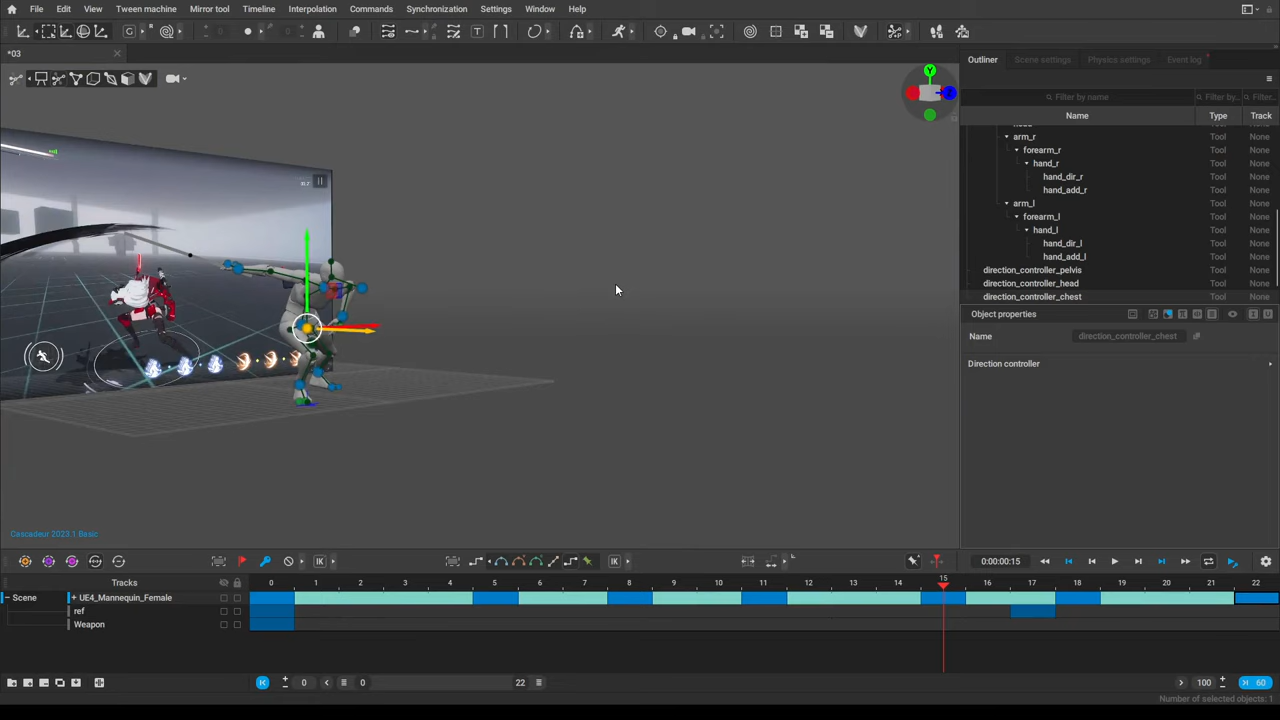 File Edit View Tween machine Mirror tool Timeline Interpolation Commands Synchronization Settings Window Help
*03
Outliner Scene settings Physics settings Event log
Filter by name Filter by... Filter...
Name Type Track
arm_r Tool None
forearm_r Tool None
hand_r Tool None
hand_dir_r Tool None
hand_add_r Tool None
arm_l Tool None
forearm_l Tool None
hand_l Tool None
hand_dir_l Tool None
hand_add_l Tool None
direction_controller_pelvis Tool None
direction_controller_head Tool None
direction_controller_chest Tool None
Object properties
Name direction_controller_chest
Direction controller
Y
Z
Cascadeur 2023.1 Basic
IK IK 0:00:00:15
Tracks 0 1 2 3 4 5 6 7 8 9 10 11 12 13 14 15 16 17 18 19 20 21 22
Scene + UE4_Mannequin_Female
ref
Weapon
0 0 22 100 60
Number of selected objects: 1